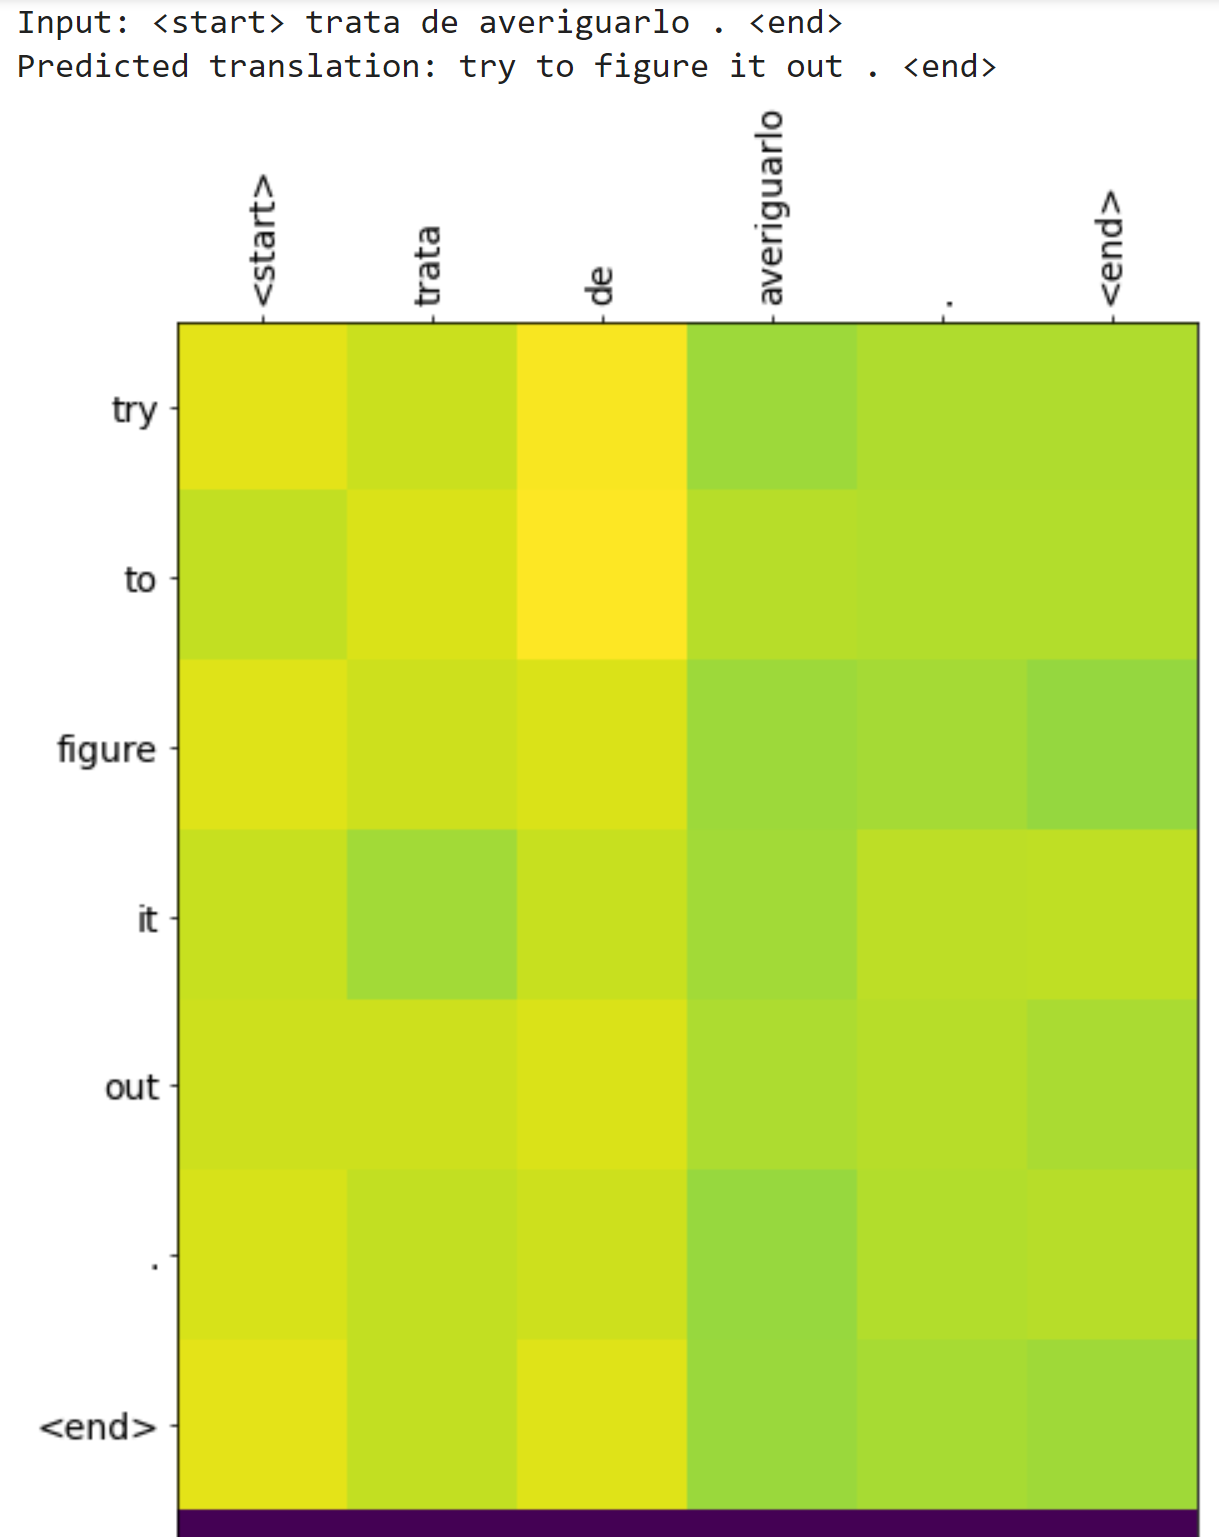 Input: <start> trata de averiguarlo . <end>
Predicted translation: try to figure it out . <end>
<start>
trata
de
averiguarlo
.
<end>
try
to
figure
it
out
.
<end>